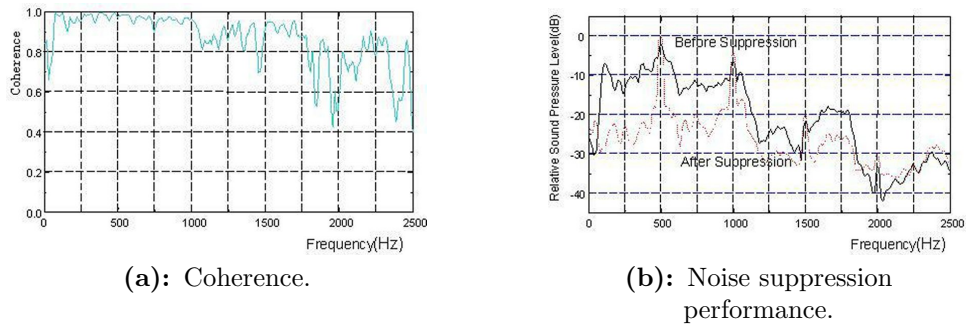 1.0
0.8
0.6
0.4
0.2
0.0
Coherence
0 500 1000 1500 2000 2500
Frequency(Hz)
(a): Coherence.
0
-10
-20
-30
-40
Relative Sound Pressure Level(dB)
Before Suppression
After Suppression
0 500 1000 1500 2000 2500
Frequency(Hz)
(b): Noise suppression
performance.